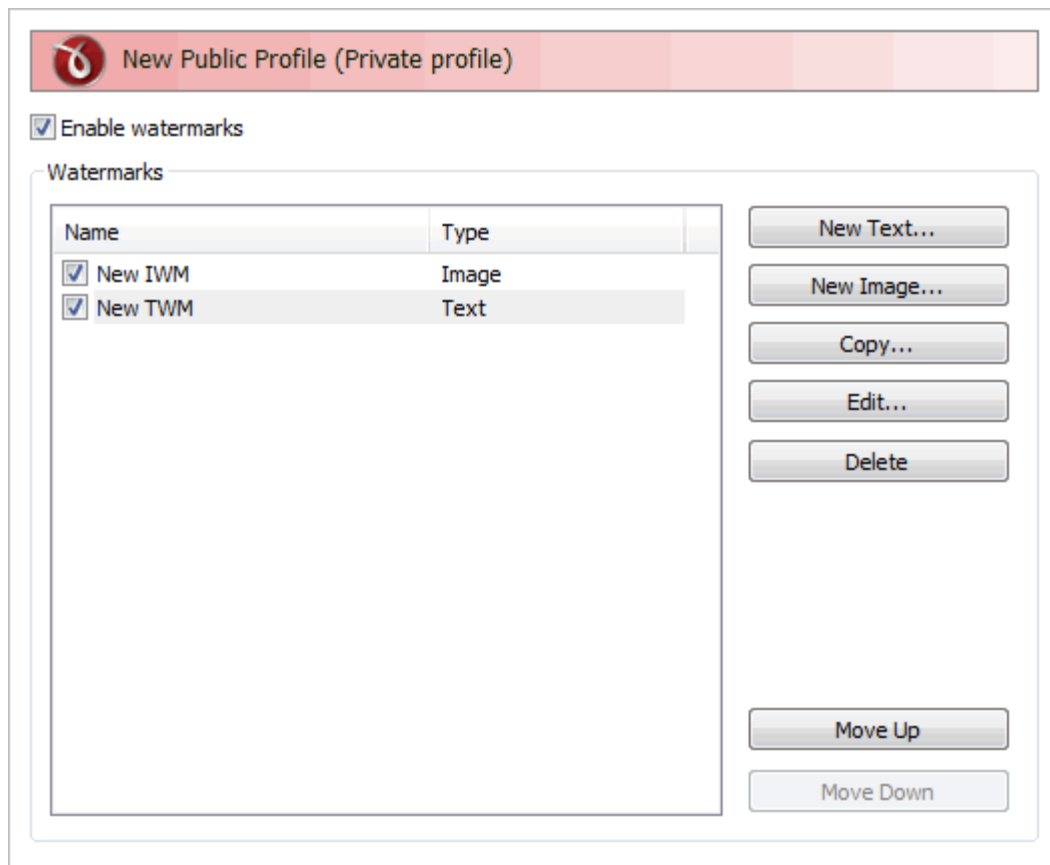 New Public Profile (Private profile)
Enable watermarks
Watermarks
Name Type
New IWM Image
New TWM Text
New Text...
New Image...
Copy...
Edit...
Delete
Move Up
Move Down